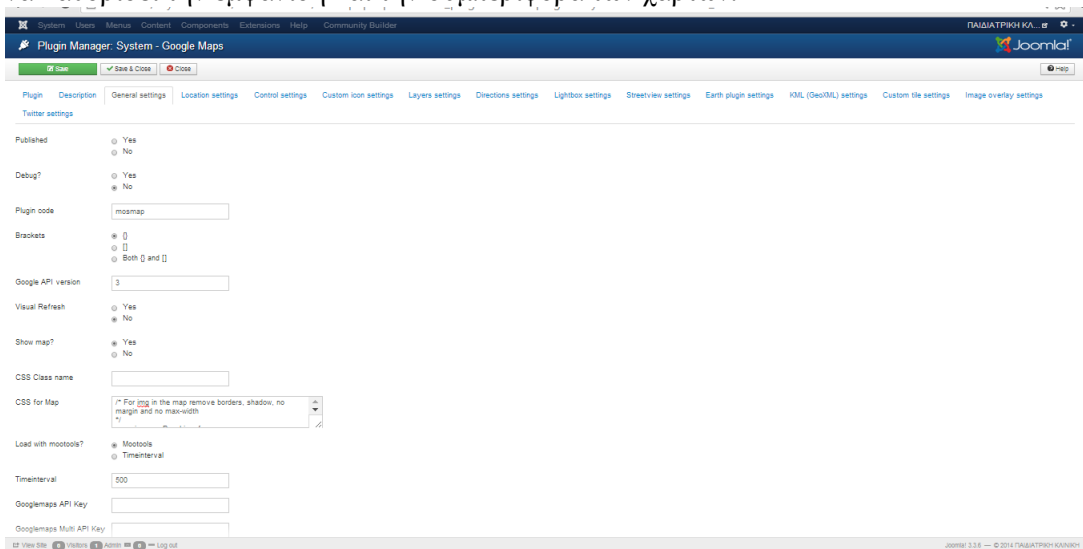 System Users Menus Content Components Extensions Help Community Builder ΠΑΙΔΙΑΤΡΙΚΗ ΚΛ...
Plugin Manager: System - Google Maps Joomla!
Save Save & Close Close Help
Plugin Description General settings Location settings Control settings Custom icon settings Layers settings Directions settings Lightbox settings Streetview settings Earth plugin settings KML (GeoXML) settings Custom tile settings Image overlay settings
Twitter settings
Published Yes
No
Debug? Yes
No
Plugin code mosmap
Brackets {}
[]
Both {} and []
Google API version 3
Visual Refresh Yes
No
Show map? Yes
No
CSS Class name
CSS for Map /* For img in the map remove borders, shadow, no
margin and no max-width
*/
Load with mootools? Mootools
Timeinterval
Timeinterval 500
Googlemaps API Key
Googlemaps Multi API Key
View Site 0 Visitors 1 Admin 0 Log out Joomla! 3.3.6 — © 2014 ΠΑΙΔΙΑΤΡΙΚΗ ΚΛΙΝΙΚΗ